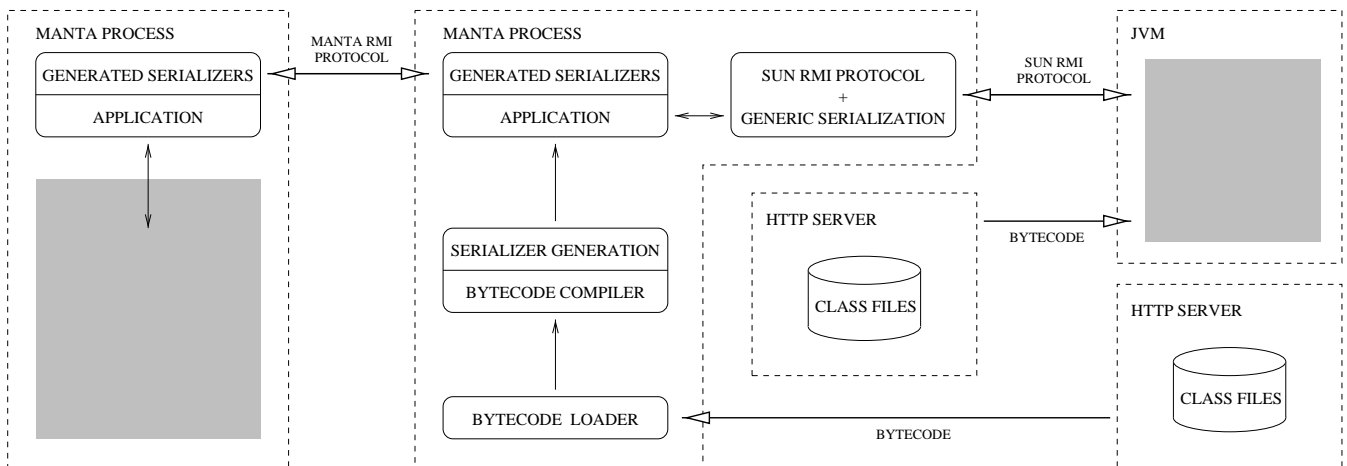 MANTA PROCESS
GENERATED SERIALIZERS
APPLICATION
MANTA RMI
PROTOCOL
MANTA PROCESS
GENERATED SERIALIZERS
APPLICATION
SUN RMI PROTOCOL
+
GENERIC SERIALIZATION
SUN RMI
PROTOCOL
JVM
SERIALIZER GENERATION
BYTECODE COMPILER
HTTP SERVER
CLASS FILES
BYTECODE
HTTP SERVER
CLASS FILES
BYTECODE LOADER
BYTECODE